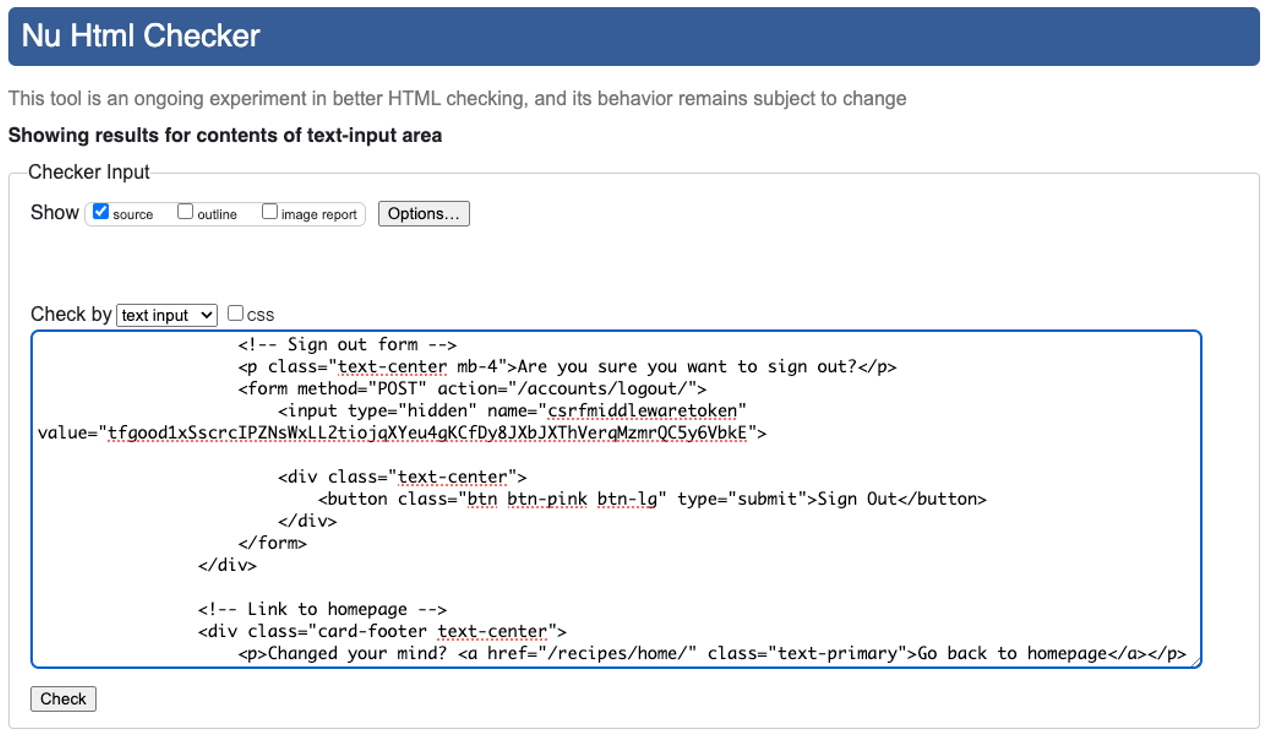 Nu Html Checker
This tool is an ongoing experiment in better HTML checking, and its behavior remains subject to change
Showing results for contents of text-input area
Checker Input
Show source outline image report Options...
Check by text input css
<!-- Sign out form -->
<p class="text-center mb-4">Are you sure you want to sign out?</p>
<form method="POST" action="/accounts/logout/">
<input type="hidden" name="csrfmiddlewaretoken"
value="tfgood1xSscrcIPZNsWxLL2tiojqXYeu4gKCfDy8JXbJXThVerqMzmrQC5y6VbkE">
<div class="text-center">
<button class="btn btn-pink btn-lg" type="submit">Sign Out</button>
</div>
</form>
</div>
<!-- Link to homepage -->
<div class="card-footer text-center">
<p>Changed your mind? <a href="/recipes/home/" class="text-primary">Go back to homepage</a></p>
Check